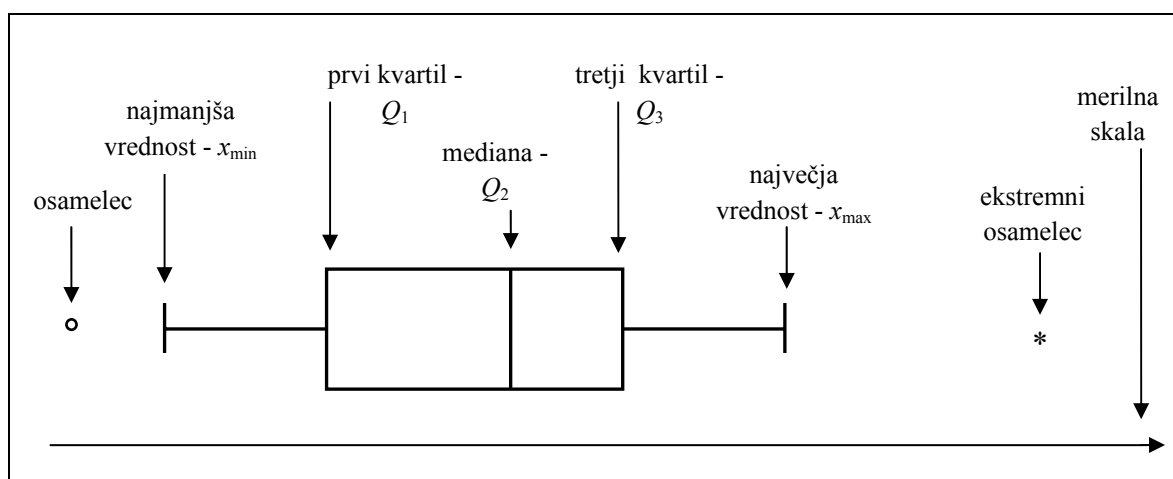 osamelec
najmanjša
vrednost - xmin
prvi kvartil -
Q1
mediana -
Q2
tretji kvartil -
Q3
največja
vrednost - xmax
ekstremni
osamelec
*
merilna
skala